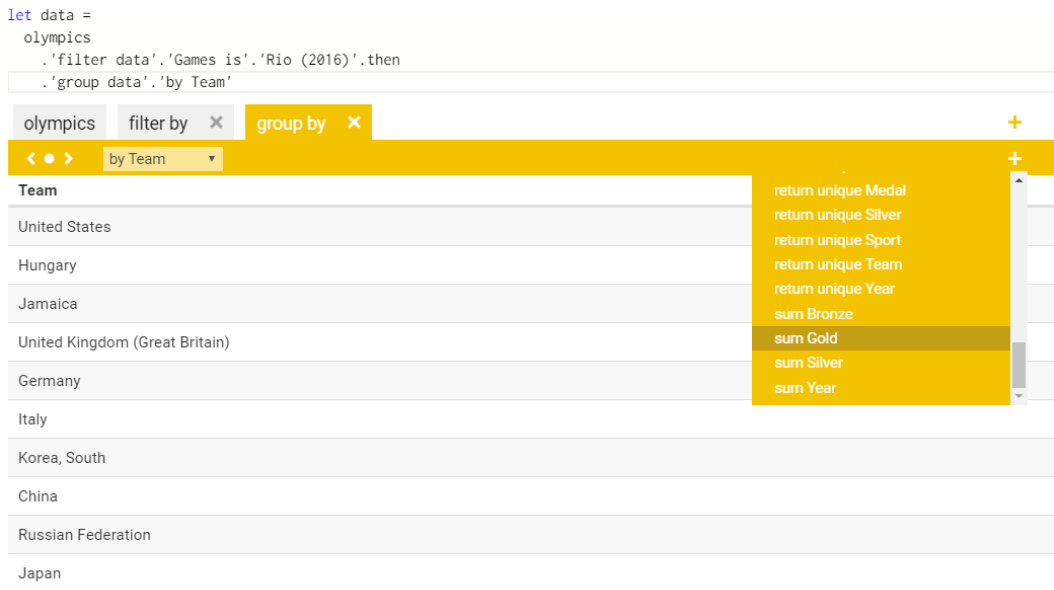 let data =
olympics
.'filter data'.'Games is'.'Rio (2016)'.then
.'group data'.'by Team'
olympics filter by × group by × +
by Team +
Team
United States
Hungary
Jamaica
United Kingdom (Great Britain)
Germany
Italy
Korea, South
China
Russian Federation
Japan
return unique Medal
return unique Silver
return unique Sport
return unique Team
return unique Year
sum Bronze
sum Gold
sum Silver
sum Year